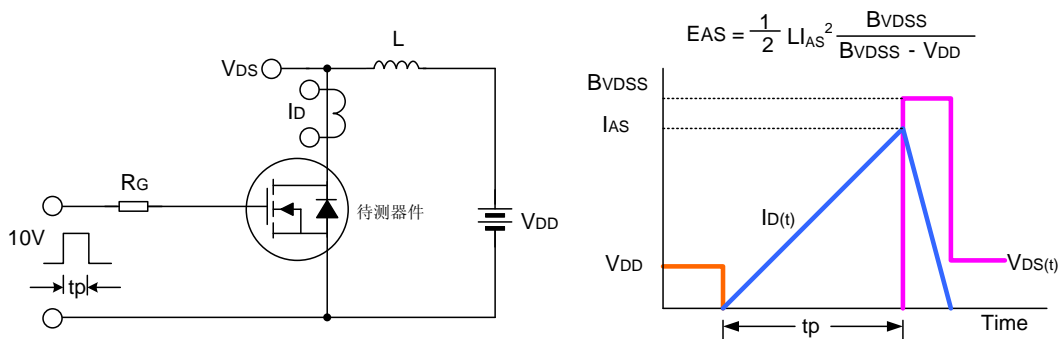 VDS
L
ID
RG
10V
tp
待测器件
VDD
EAS = 1/2 LIAS² BVDSS/(BVDSS - VDD)
BVDSS
IAS
ID(t)
VDD
VDS(t)
tp
Time